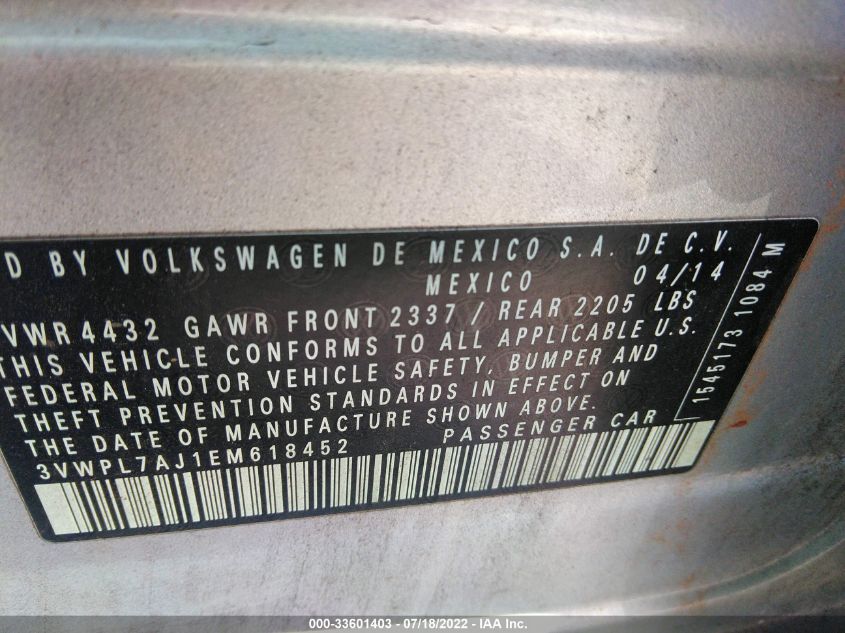 D BY VOLKSWAGEN DE MEXICO S.A. DE C.V.
MEXICO 04/14
VWR 4432 GAWR FRONT 2337 / REAR 2205 LBS
THIS VEHICLE CONFORMS TO ALL APPLICABLE U.S.
FEDERAL MOTOR VEHICLE SAFETY, BUMPER AND
THEFT PREVENTION STANDARDS IN EFFECT ON
THE DATE OF MANUFACTURE SHOWN ABOVE.
3VWPL7AJ1EM618452 PASSENGER CAR
1545173 1084 M
000-33601403 - 07/18/2022 - IAA Inc.